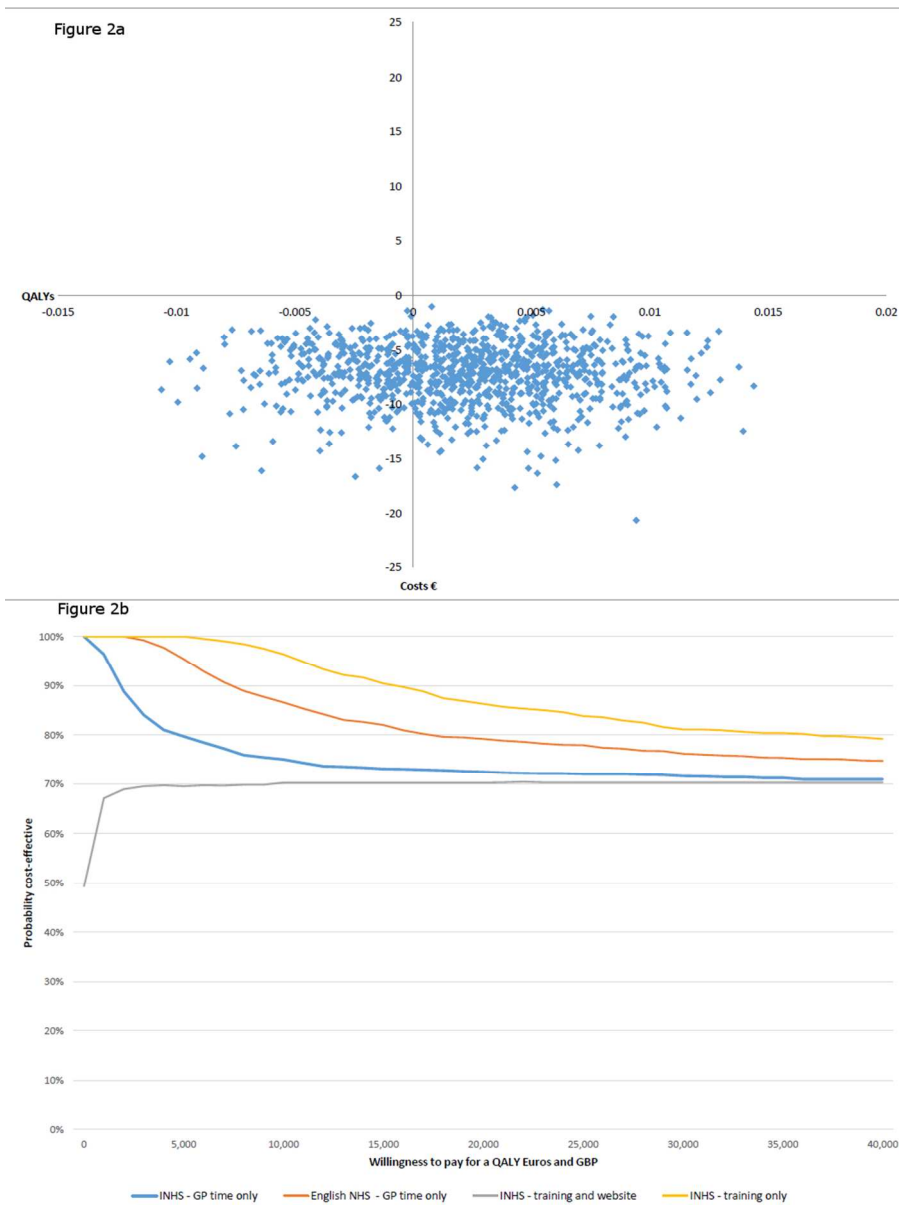 Figure 2a
25
20
15
10
5
QALYs
0
-0.015 -0.01 -0.005 0 0.005 0.01 0.015 0.02
-5
-10
-15
-20
-25
Costs €
Figure 2b
100%
90%
80%
70%
60%
50%
40%
30%
20%
10%
0%
Probability cost-effective
0 5,000 10,000 15,000 20,000 25,000 30,000 35,000 40,000
Willingness to pay for a QALY Euros and GBP
INHS - GP time only English NHS - GP time only INHS - training and website INHS - training only